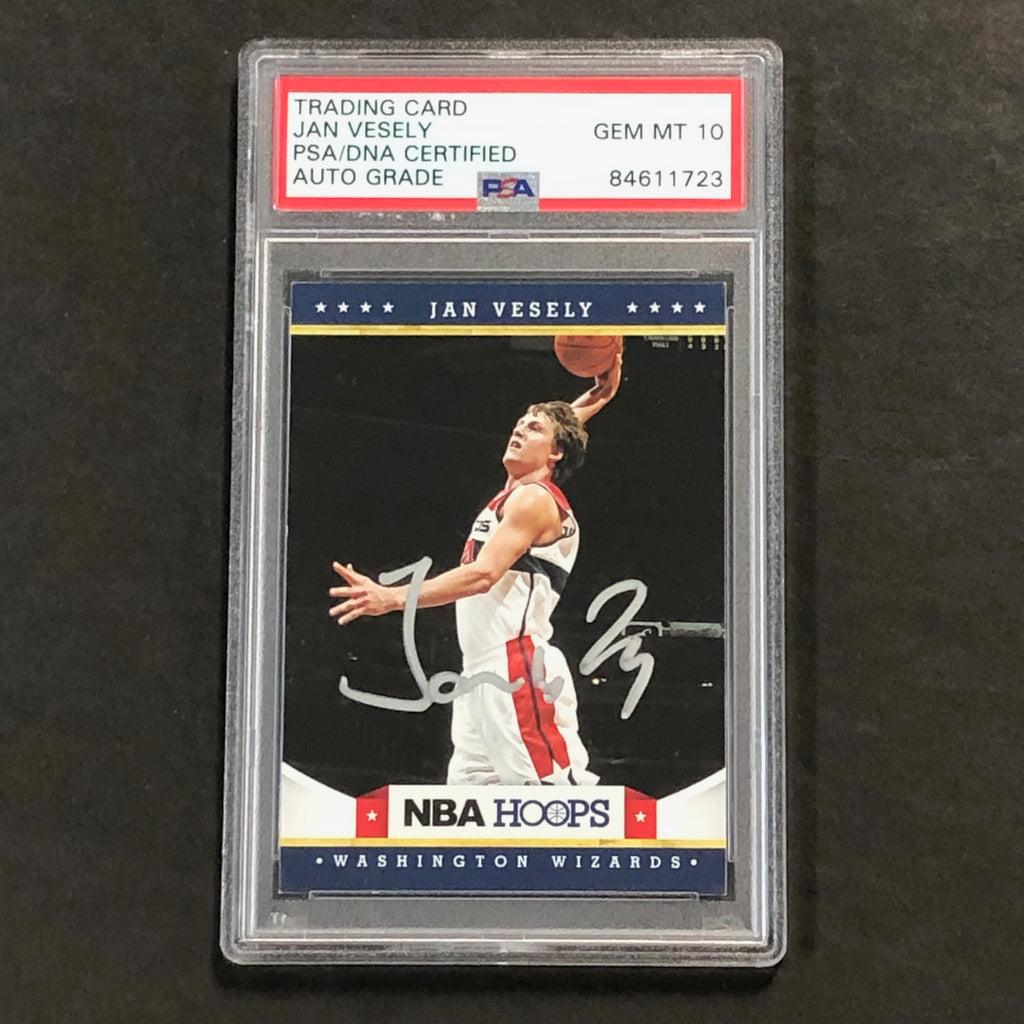 TRADING CARD
JAN VESELY
PSA/DNA CERTIFIED
AUTO GRADE
GEM MT 10
84611723
PSA
★★★★ JAN VESELY ★★★★
NBA HOOPS
•WASHINGTON WIZARDS•